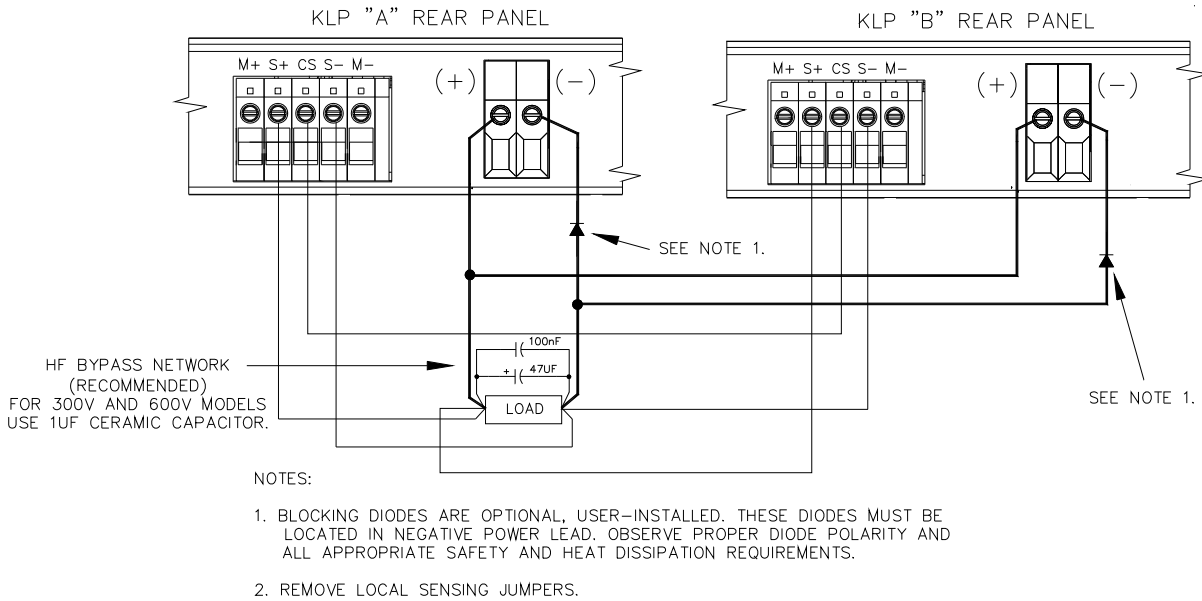 KLP "A" REAR PANEL
KLP "B" REAR PANEL
M+ S+ CS S- M-
(+)
(-)
M+ S+ CS S- M-
(+)
(-)
SEE NOTE 1.
100nF
+ 47UF
LOAD
HF BYPASS NETWORK
(RECOMMENDED)
FOR 300V AND 600V MODELS
USE 1UF CERAMIC CAPACITOR.
SEE NOTE 1.
NOTES:
1. BLOCKING DIODES ARE OPTIONAL, USER-INSTALLED. THESE DIODES MUST BE
LOCATED IN NEGATIVE POWER LEAD. OBSERVE PROPER DIODE POLARITY AND
ALL APPROPRIATE SAFETY AND HEAT DISSIPATION REQUIREMENTS.
2. REMOVE LOCAL SENSING JUMPERS.